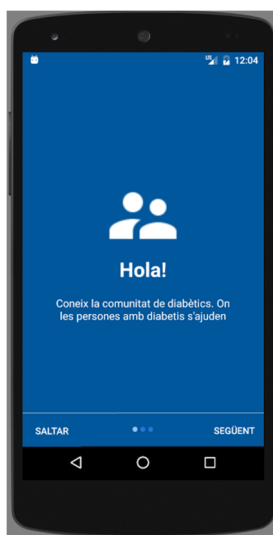 12:04
Hola!
Coneix la comunitat de diabètics. On
les persones amb diabetis s'ajuden
SALTAR
SEGÜENT